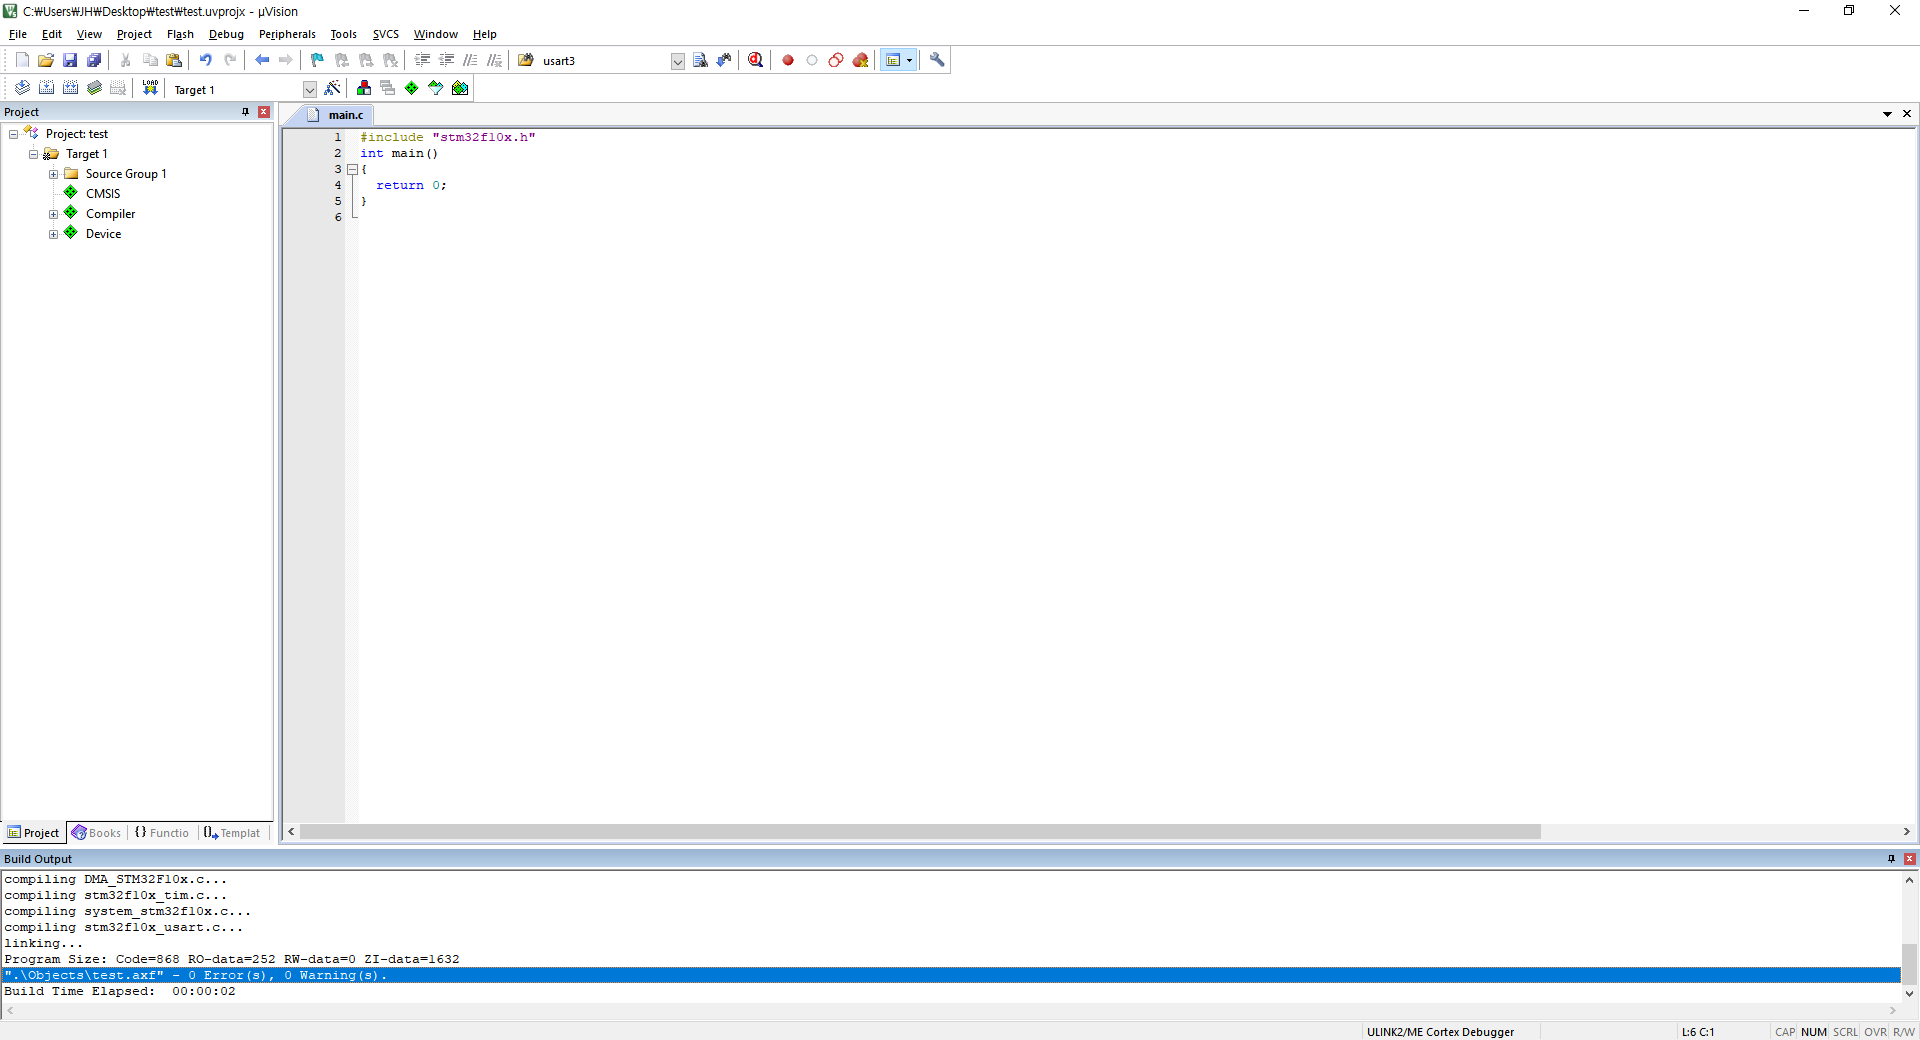 C:₩Users₩JH₩Desktop₩test₩test.uvprojx - µVision
File Edit View Project Flash Debug Peripherals Tools SVCS Window Help
usart3
LOAD Target 1
Project
main.c
Project: test
Target 1
Source Group 1
CMSIS
Compiler
Device
1 #include "stm32f10x.h"
2 int main()
3 {
4 return 0;
5 }
6
Project Books {} Functio {} Templat
Build Output
compiling DMA_STM32F10x.c...
compiling stm32f10x_tim.c...
compiling system_stm32f10x.c...
compiling stm32f10x_usart.c...
linking...
Program Size: Code=868 RO-data=252 RW-data=0 ZI-data=1632
".\Objects\test.axf" - 0 Error(s), 0 Warning(s).
Build Time Elapsed:  00:00:02
ULINK2/ME Cortex Debugger L:6 C:1 CAP NUM SCRL OVR R/W